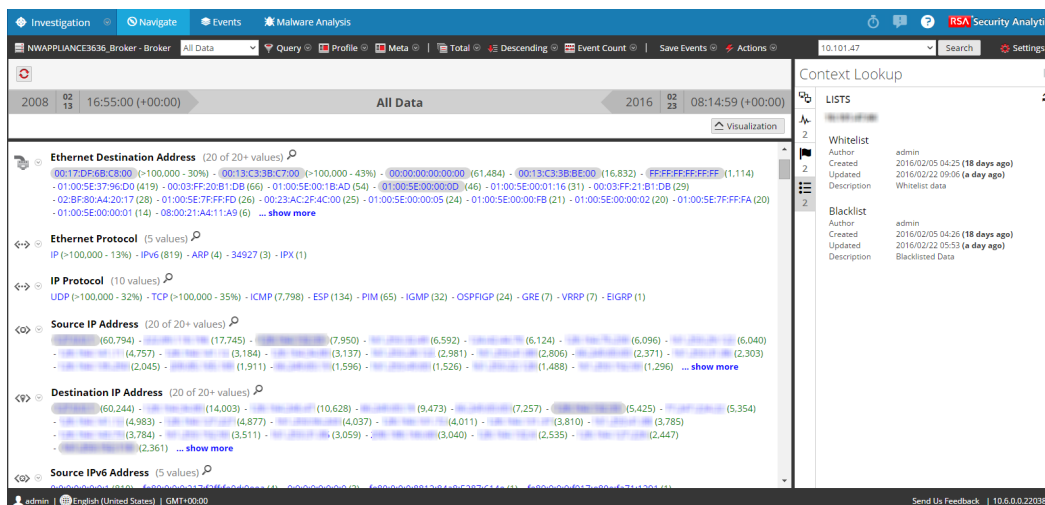 Investigation Navigate Events Malware Analysis RSA Security Analyti
NWAPPLIANCE3636_Broker - Broker All Data Query Profile Meta | Total Descending Event Count | Save Events Actions 10.101.47 Search Settings
Context Lookup
2008 02 13 16:55:00 (+00:00) All Data 2016 02 23 08:14:59 (+00:00)
Visualization
Ethernet Destination Address (20 of 20+ values)
00:17:DF:6B:C8:00 (>100,000 - 30%) - 00:13:C3:3B:C7:00 (>100,000 - 43%) - 00:00:00:00:00:00 (61,484) - 00:13:C3:3B:BE:00 (16,832) - FF:FF:FF:FF:FF:FF (1,114)
- 01:00:5E:37:96:D0 (419) - 00:03:FF:20:B1:DB (66) - 01:00:5E:00:1B:AD (54) - 01:00:5E:00:00:0D (46) - 01:00:5E:00:01:16 (31) - 00:03:FF:21:B1:DB (29)
- 02:BF:80:A4:20:17 (28) - 01:00:5E:7F:FF:FD (26) - 00:23:AC:2F:4C:00 (25) - 01:00:5E:00:00:05 (24) - 01:00:5E:00:00:FB (21) - 01:00:5E:00:00:02 (20) - 01:00:5E:7F:FF:FA (20)
- 01:00:5E:00:00:01 (14) - 08:00:21:A4:11:A9 (6) ... show more
Ethernet Protocol (5 values)
IP (>100,000 - 13%) - IPv6 (819) - ARP (4) - 34927 (3) - IPX (1)
IP Protocol (10 values)
UDP (>100,000 - 32%) - TCP (>100,000 - 35%) - ICMP (7,798) - ESP (134) - PIM (65) - IGMP (32) - OSPFIGP (24) - GRE (7) - VRRP (7) - EIGRP (1)
Source IP Address (20 of 20+ values)
(60,794) - (17,745) - (7,950) - (6,592) - (6,124) - (6,096) - (6,040)
- (4,757) - (3,184) - (3,137) - (2,981) - (2,806) - (2,371) - (2,303)
- (2,045) - (1,911) - (1,596) - (1,526) - (1,488) - (1,296) ... show more
Destination IP Address (20 of 20+ values)
(60,244) - (14,003) - (10,628) - (9,473) - (7,257) - (5,425) - (5,354)
- (4,983) - (4,877) - (4,037) - (4,011) - (3,810) - (3,785)
- (3,784) - (3,511) - (3,059) - (3,040) - (2,535) - (2,447)
- (2,361) ... show more
Source IPv6 Address (5 values)
LISTS
2
2
2
Whitelist
Author admin
Created 2016/02/05 04:25 (18 days ago)
Updated 2016/02/22 09:06 (a day ago)
Description Whitelist data
Blacklist
Author admin
Created 2016/02/05 04:26 (18 days ago)
Updated 2016/02/22 05:53 (a day ago)
Description Blacklisted Data
admin | English (United States) | GMT+00:00 Send Us Feedback | 10.6.0.0.22038